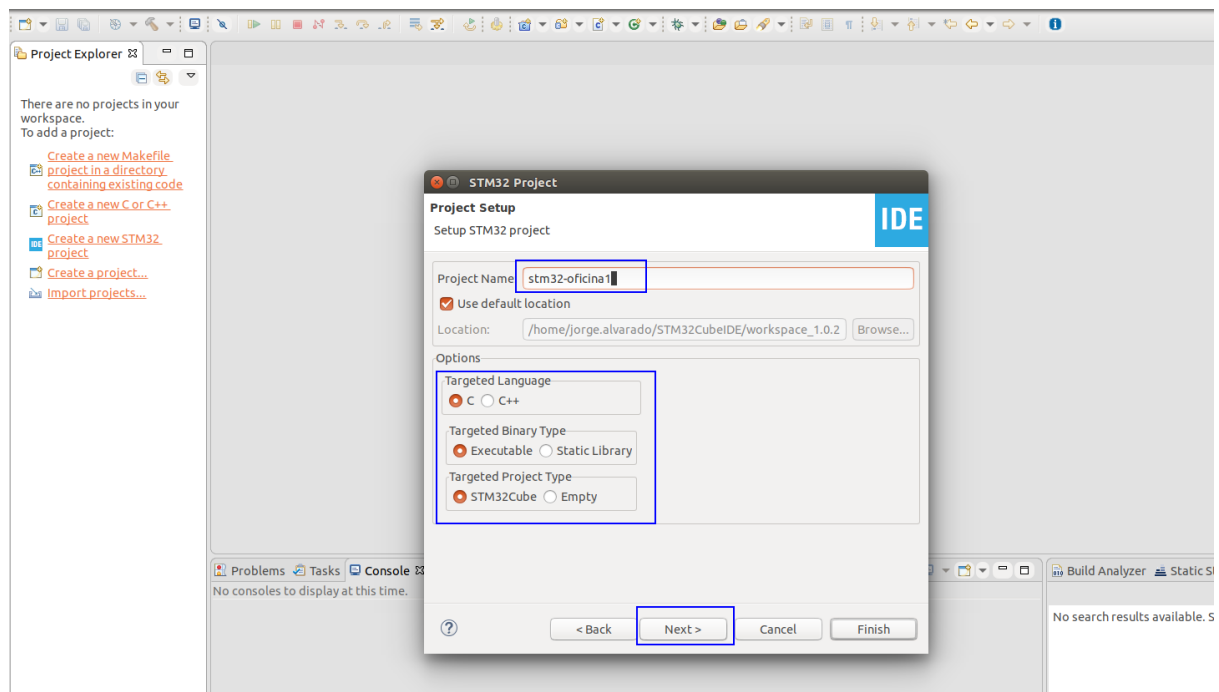 Project Explorer
There are no projects in your
workspace.
To add a project:
Create a new Makefile
project in a directory
containing existing code
Create a new C or C++
project
IDE
Create a new STM32
project
Create a project...
Import projects...
STM32 Project
Project Setup
Setup STM32 project
IDE
Project Name
stm32-oficina1
Use default location
Location:
/home/jorge.alvarado/STM32CubeIDE/workspace_1.0.2
Browse...
Options
Targeted Language
C
C++
Targeted Binary Type
Executable
Static Library
Targeted Project Type
STM32Cube
Empty
?
< Back
Next >
Cancel
Finish
Problems
Tasks
Console
No consoles to display at this time.
Build Analyzer
Static S
No search results available. S